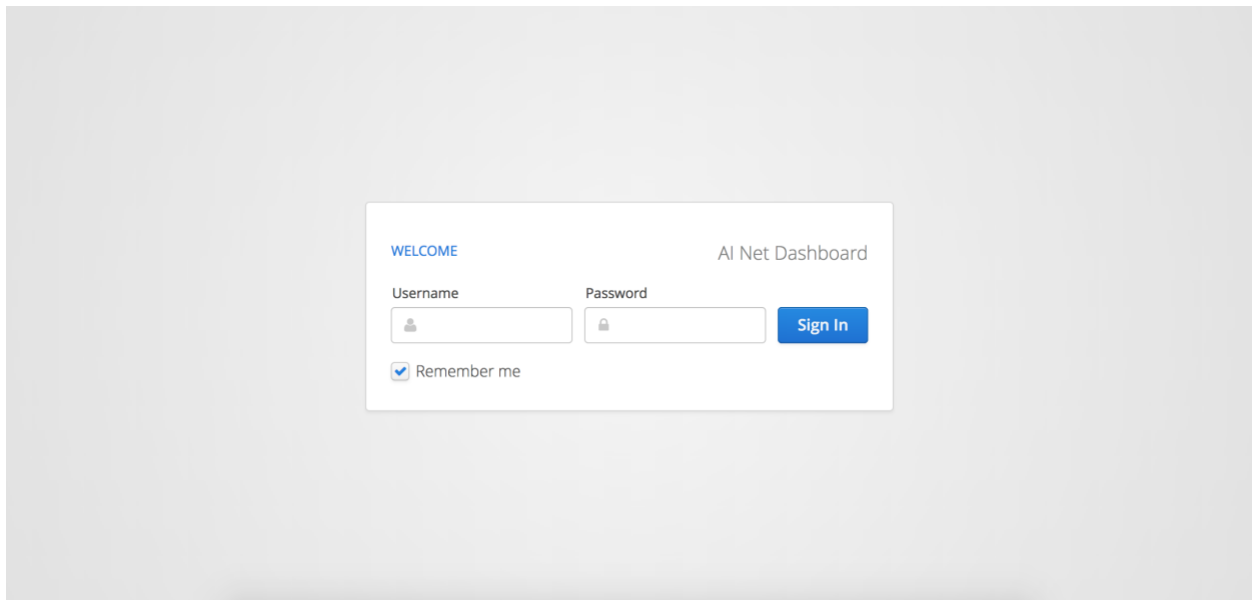 WELCOME
AI Net Dashboard
Username
Password
Sign In
Remember me